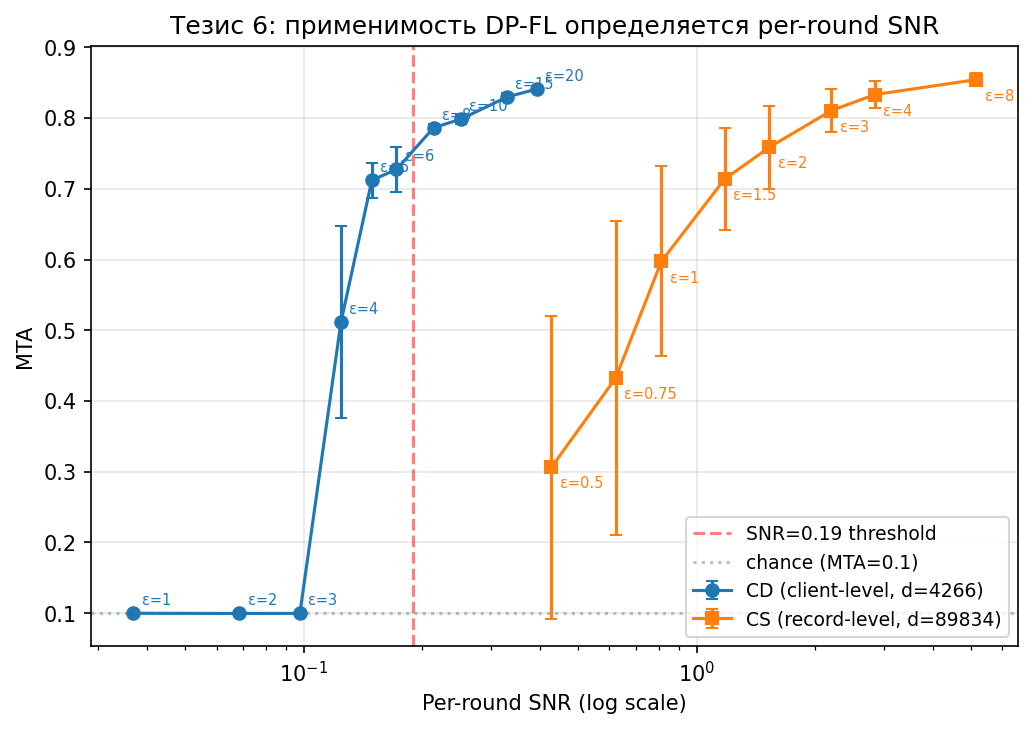 Тезис 6: применимость DP-FL определяется per-round SNR
0.9
0.8
0.7
0.6
0.5
0.4
0.3
0.2
0.1
MTA
ε=1
ε=2
ε=3
ε=4
ε=5
ε=6
ε=8
ε=10
ε=15
ε=20
ε=0.5
ε=0.75
ε=1
ε=1.5
ε=2
ε=3
ε=4
ε=8
SNR=0.19 threshold
chance (MTA=0.1)
CD (client-level, d=4266)
CS (record-level, d=89834)
10⁻¹
10⁰
Per-round SNR (log scale)